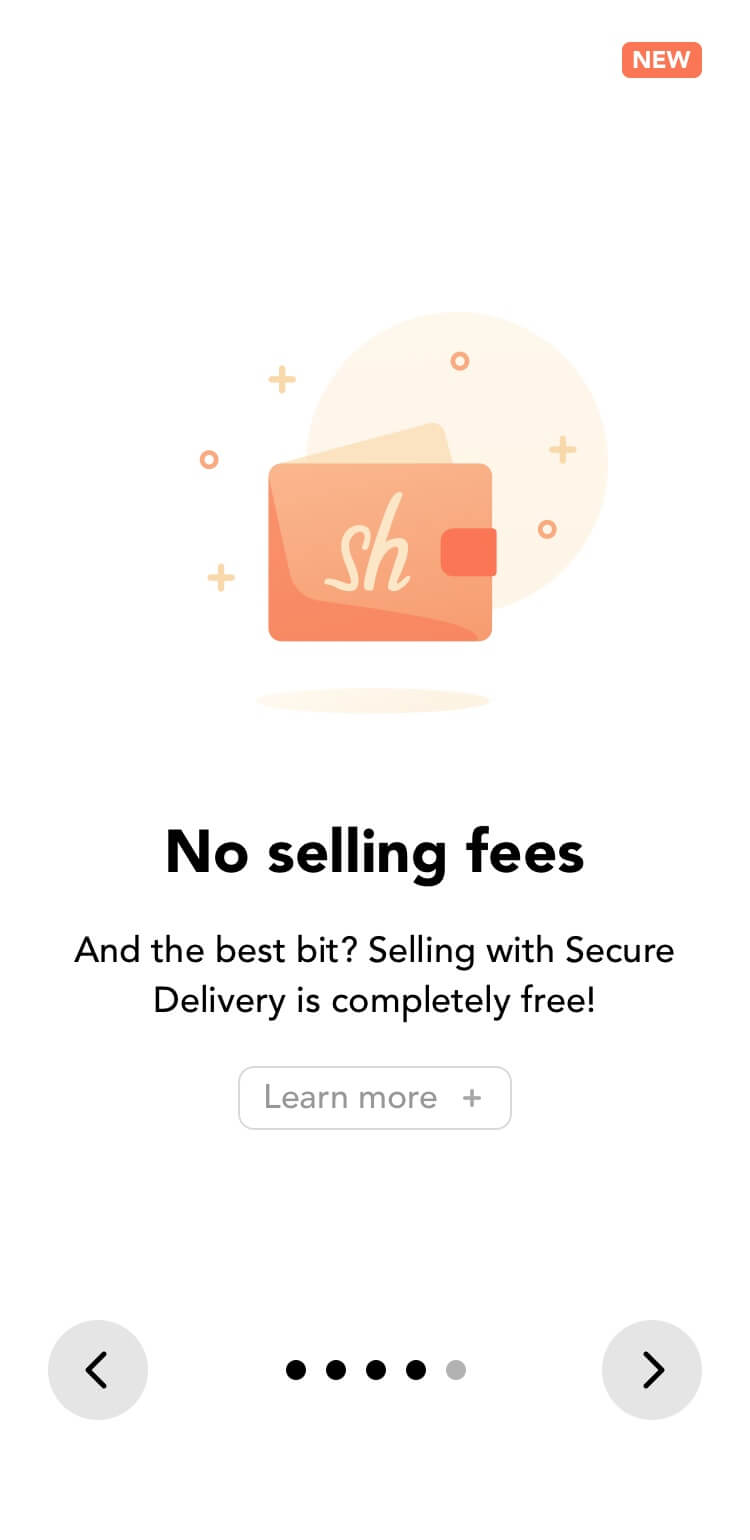 NEW
sh
No selling fees
And the best bit? Selling with Secure
Delivery is completely free!
Learn more +